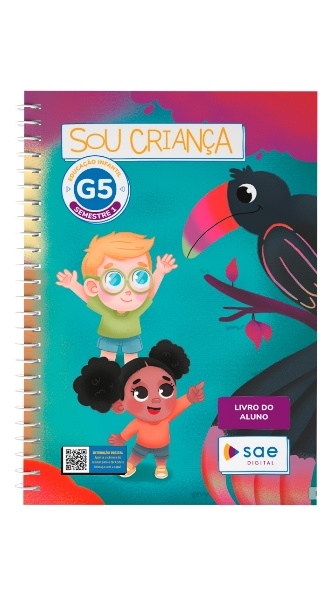 SOU CRIANÇA
EDUCAÇÃO INFANTIL
G5
SEMESTRE 1
LIVRO DO
ALUNO
sae
DIGITAL